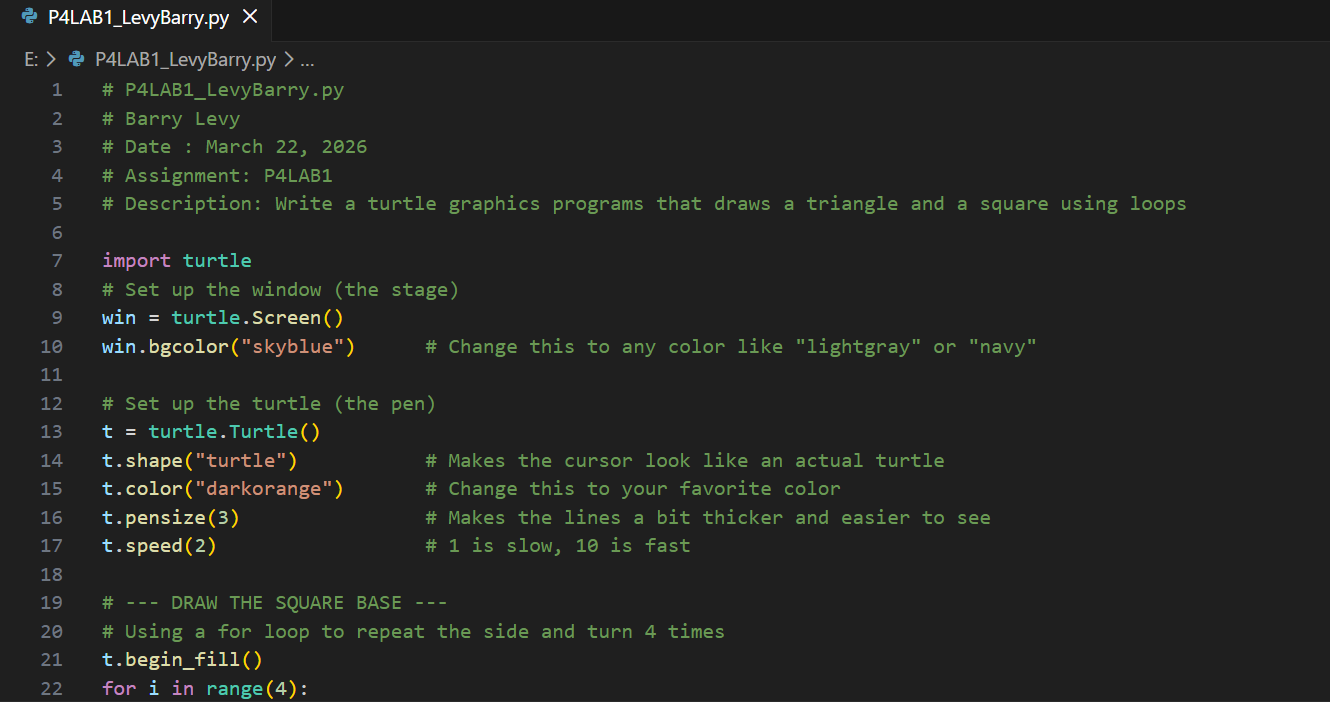 P4LAB1_LevyBarry.py ×
E: > P4LAB1_LevyBarry.py > ...
1 # P4LAB1_LevyBarry.py
2 # Barry Levy
3 # Date : March 22, 2026
4 # Assignment: P4LAB1
5 # Description: Write a turtle graphics programs that draws a triangle and a square using loops
6
7 import turtle
8 # Set up the window (the stage)
9 win = turtle.Screen()
10 win.bgcolor("skyblue")      # Change this to any color like "lightgray" or "navy"
11
12 # Set up the turtle (the pen)
13 t = turtle.Turtle()
14 t.shape("turtle")           # Makes the cursor look like an actual turtle
15 t.color("darkorange")       # Change this to your favorite color
16 t.pensize(3)                # Makes the lines a bit thicker and easier to see
17 t.speed(2)                  # 1 is slow, 10 is fast
18
19 # --- DRAW THE SQUARE BASE ---
20 # Using a for loop to repeat the side and turn 4 times
21 t.begin_fill()
22 for i in range(4):